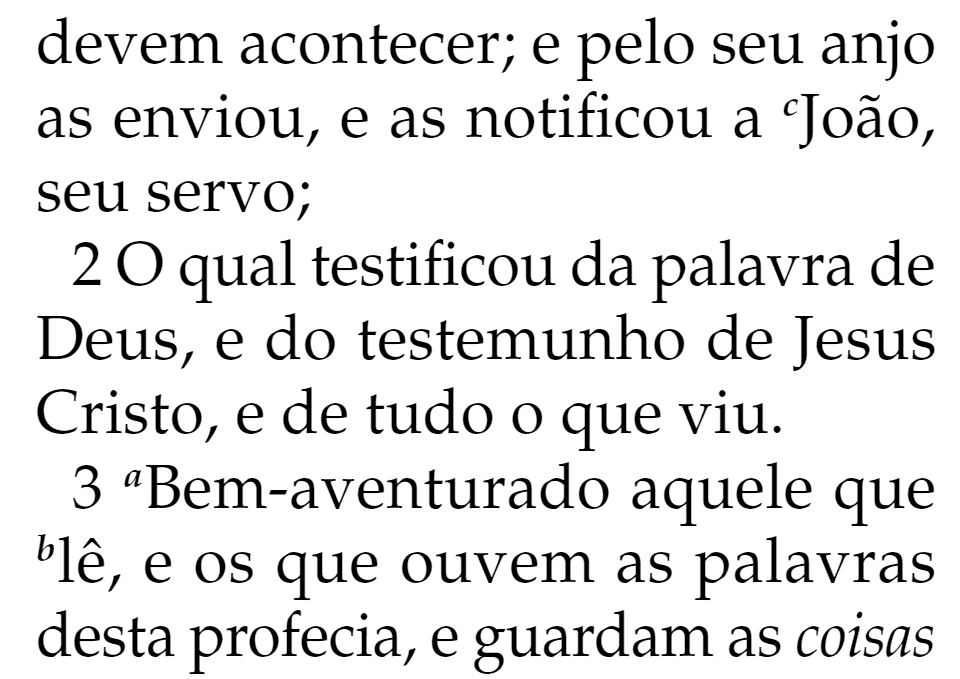 devem acontecer; e pelo seu anjo
as enviou, e as notificou a cJoão,
seu servo;
2 O qual testificou da palavra de
Deus, e do testemunho de Jesus
Cristo, e de tudo o que viu.
3 aBem-aventurado aquele que
blê, e os que ouvem as palavras
desta profecia, e guardam as coisas